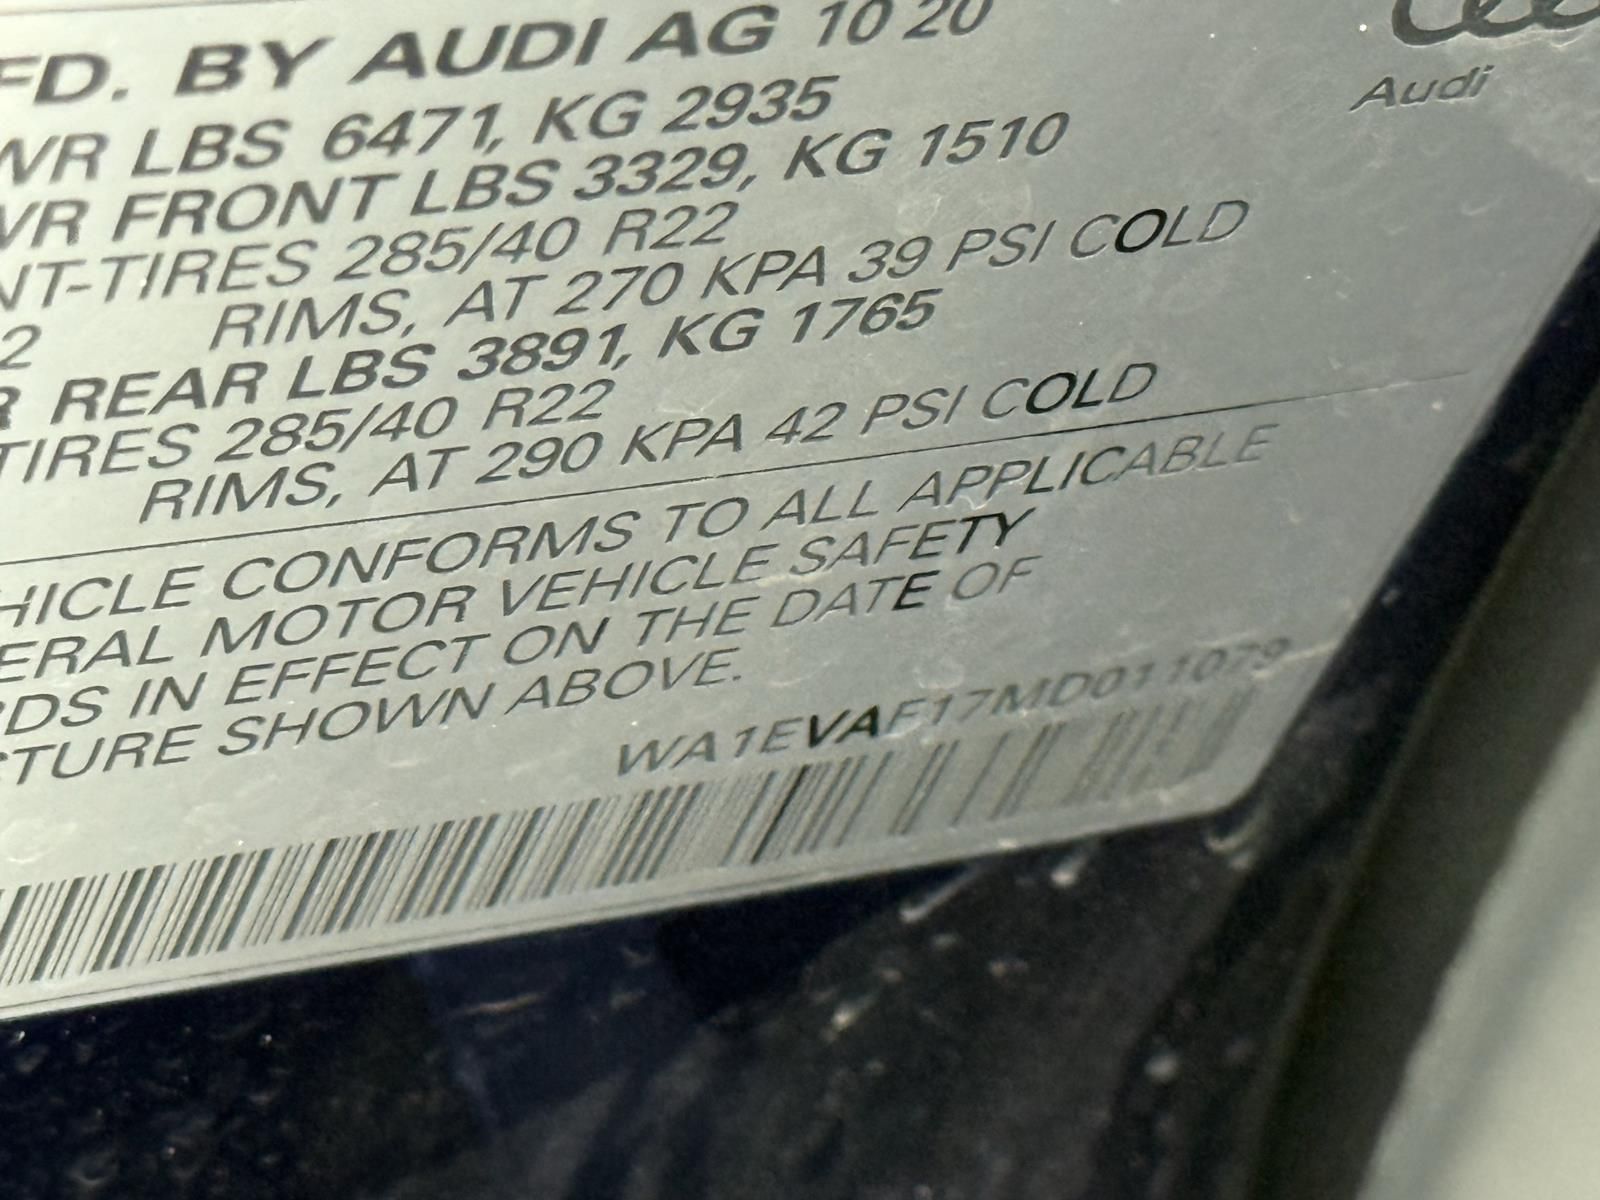 FD. BY AUDI AG 10 20
Audi
WR LBS 6471, KG 2935
WR FRONT LBS 3329, KG 1510
NT-TIRES 285/40 R22
2 RIMS, AT 270 KPA 39 PSI COLD
R REAR LBS 3891, KG 1765
TIRES 285/40 R22
RIMS, AT 290 KPA 42 PSI COLD
HICLE CONFORMS TO ALL APPLICABLE
ERAL MOTOR VEHICLE SAFETY
RDS IN EFFECT ON THE DATE OF
CTURE SHOWN ABOVE.
WA1EVAF17MD011079